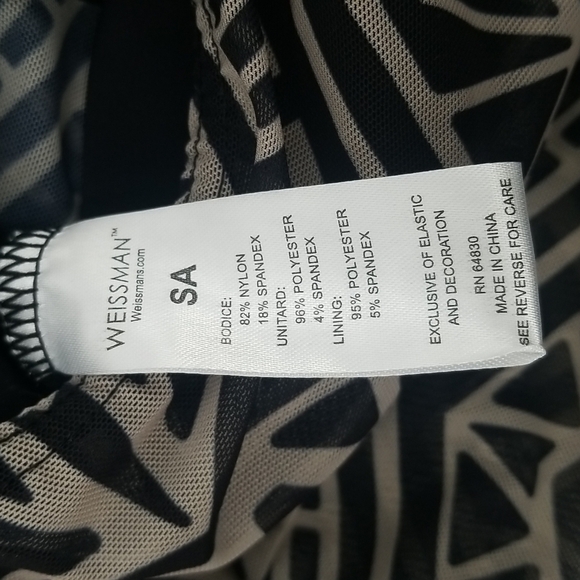 WEISSMAN™
Weissmans.com
SA
BODICE:
82% NYLON
18% SPANDEX
UNITARD:
96% POLYESTER
4% SPANDEX
LINING:
95% POLYESTER
5% SPANDEX
EXCLUSIVE OF ELASTIC
AND DECORATION
RN 64830
MADE IN CHINA
SEE REVERSE FOR CARE